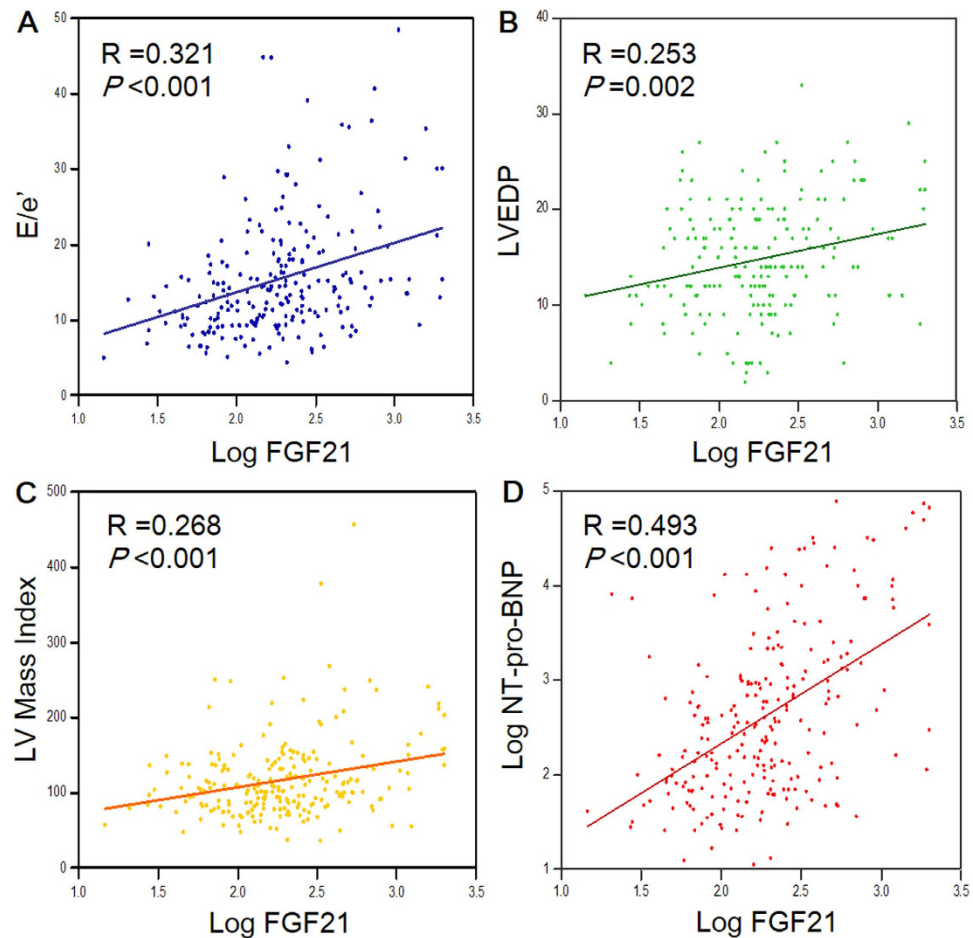 A
R =0.321
P <0.001
E/e’
50
40
30
20
10
0
1.0 1.5 2.0 2.5 3.0 3.5
Log FGF21
B
R =0.253
P =0.002
LVEDP
40
30
20
10
0
1.0 1.5 2.0 2.5 3.0 3.5
Log FGF21
C
R =0.268
P <0.001
LV Mass Index
500
400
300
200
100
0
1.0 1.5 2.0 2.5 3.0 3.5
Log FGF21
D
R =0.493
P <0.001
Log NT-pro-BNP
5
4
3
2
1
1.0 1.5 2.0 2.5 3.0 3.5
Log FGF21